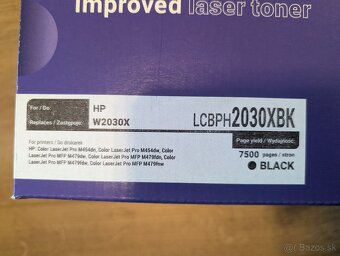 improved laser toner
For / Do:
HP
Replaces / Zastępuje:
W2030X
LCBPH2030XBK
For printers / Do drukarek
HP: Color LaserJet Pro M454dn, Color LaserJet Pro M454dw, Color
LaserJet Pro MFP M479dw, Color LaserJet Pro MFP M479fdn, Color
LaserJet Pro MFP M479fdw, Color LaserJet Pro MFP M479fnw
Page yield / Wydajność:
7500 pages / stron
BLACK
bazos.sk